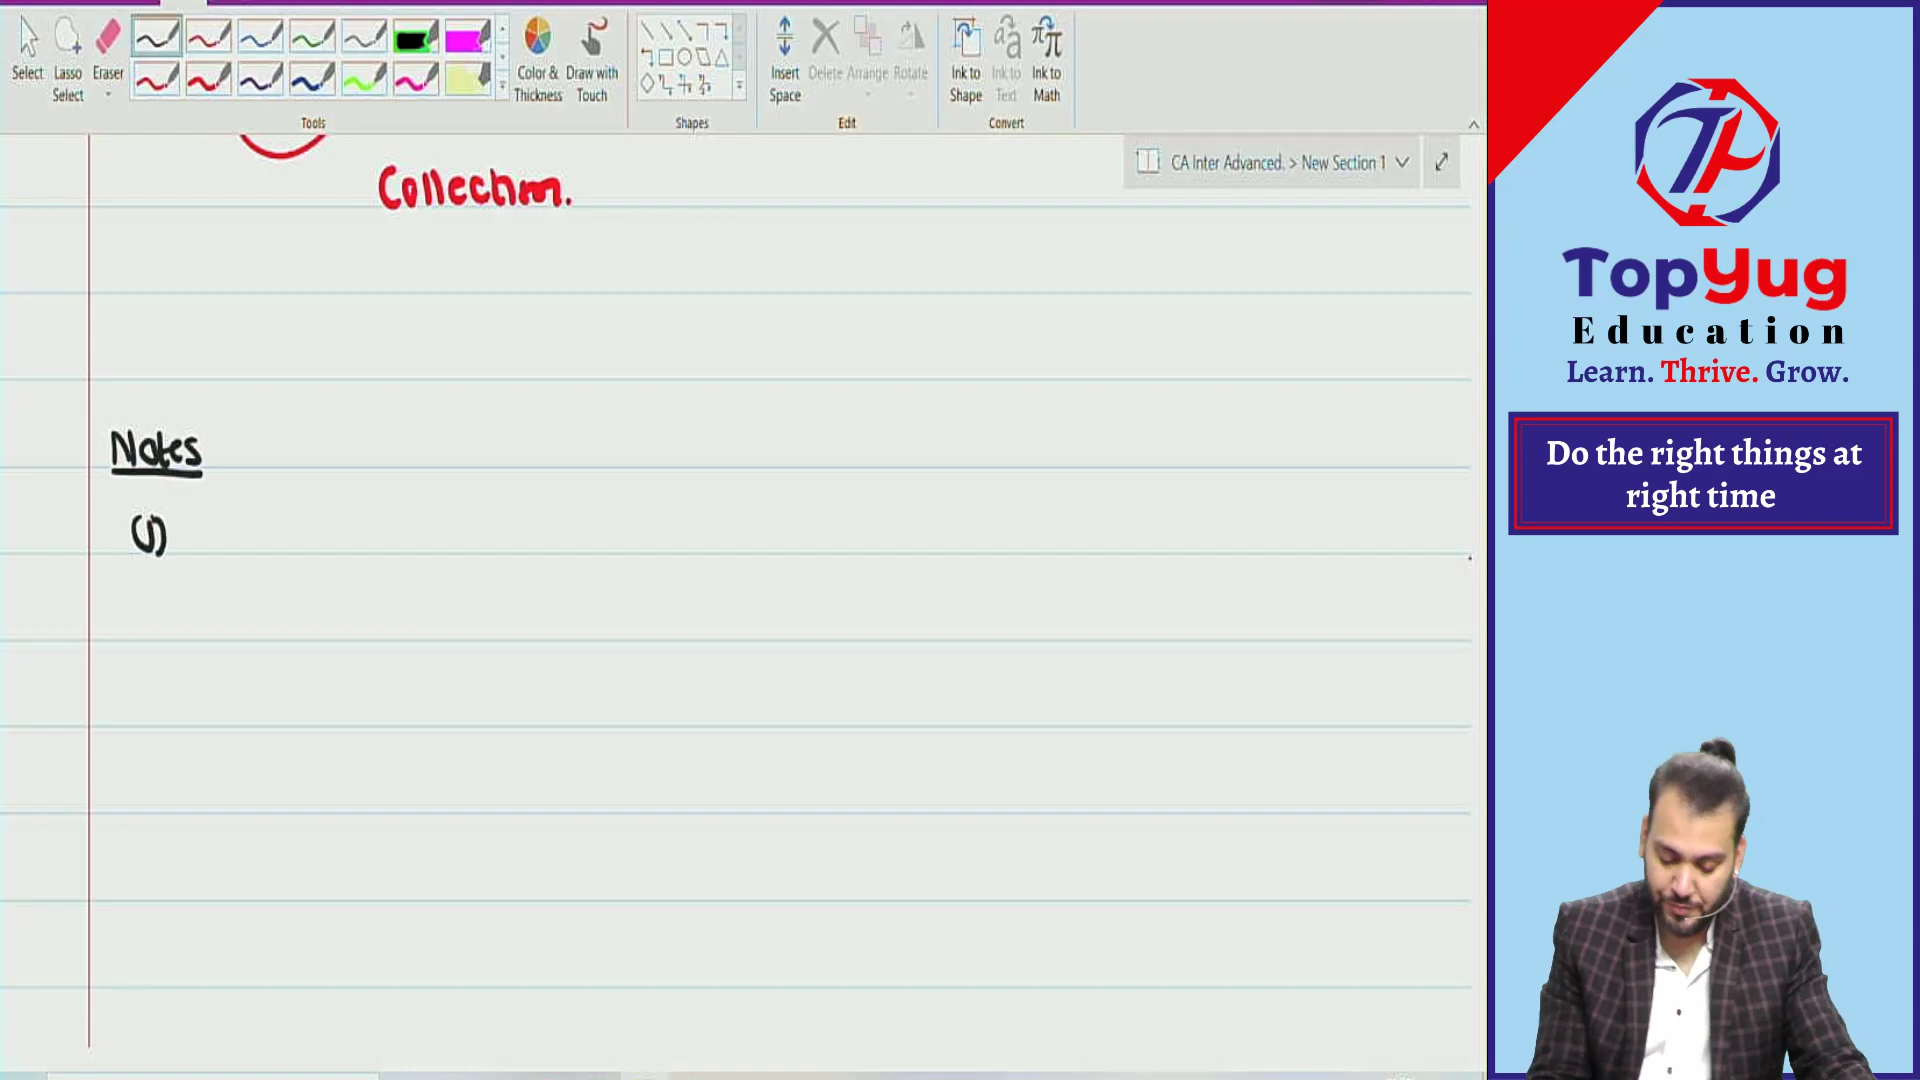 Select
Lasso Select
Eraser
Color & Thickness
Draw with Touch
Insert Space
Delete
Arrange
Rotate
Ink to Shape
Ink to Text
Ink to Math
Tools
Shapes
Edit
Convert
CA Inter Advanced. > New Section 1
Collection.
Notes
(1)
TopYug
Education
Learn. Thrive. Grow.
Do the right things at
right time